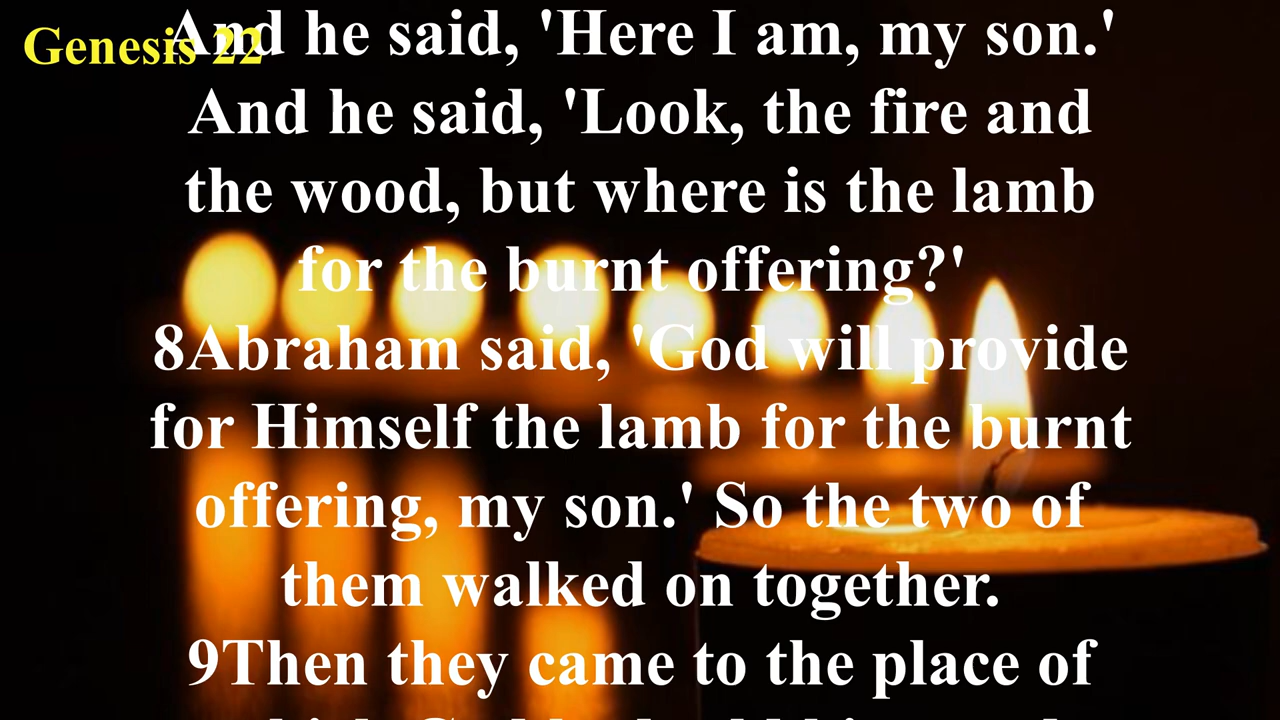 Genesis 22
And he said, 'Here I am, my son.'
And he said, 'Look, the fire and
the wood, but where is the lamb
for the burnt offering?'
8Abraham said, 'God will provide
for Himself the lamb for the burnt
offering, my son.' So the two of
them walked on together.
9Then they came to the place of